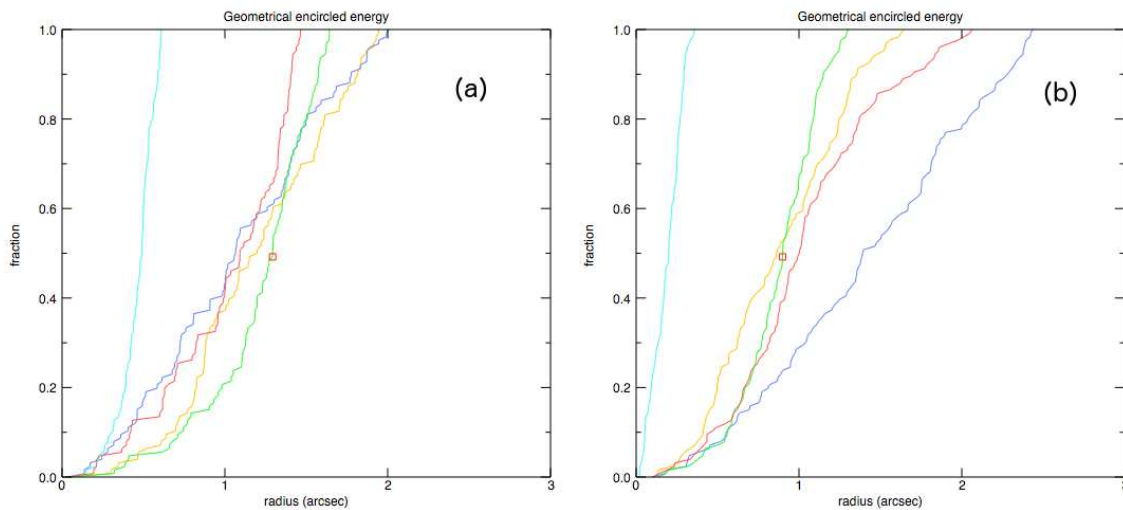 Geometrical encircled energy
1.0
0.8
0.6
0.4
0.2
0.0
fraction
(a)
0
1
2
3
radius (arcsec)
Geometrical encircled energy
1.0
0.8
0.6
0.4
0.2
0.0
fraction
(b)
0
1
2
3
radius (arcsec)